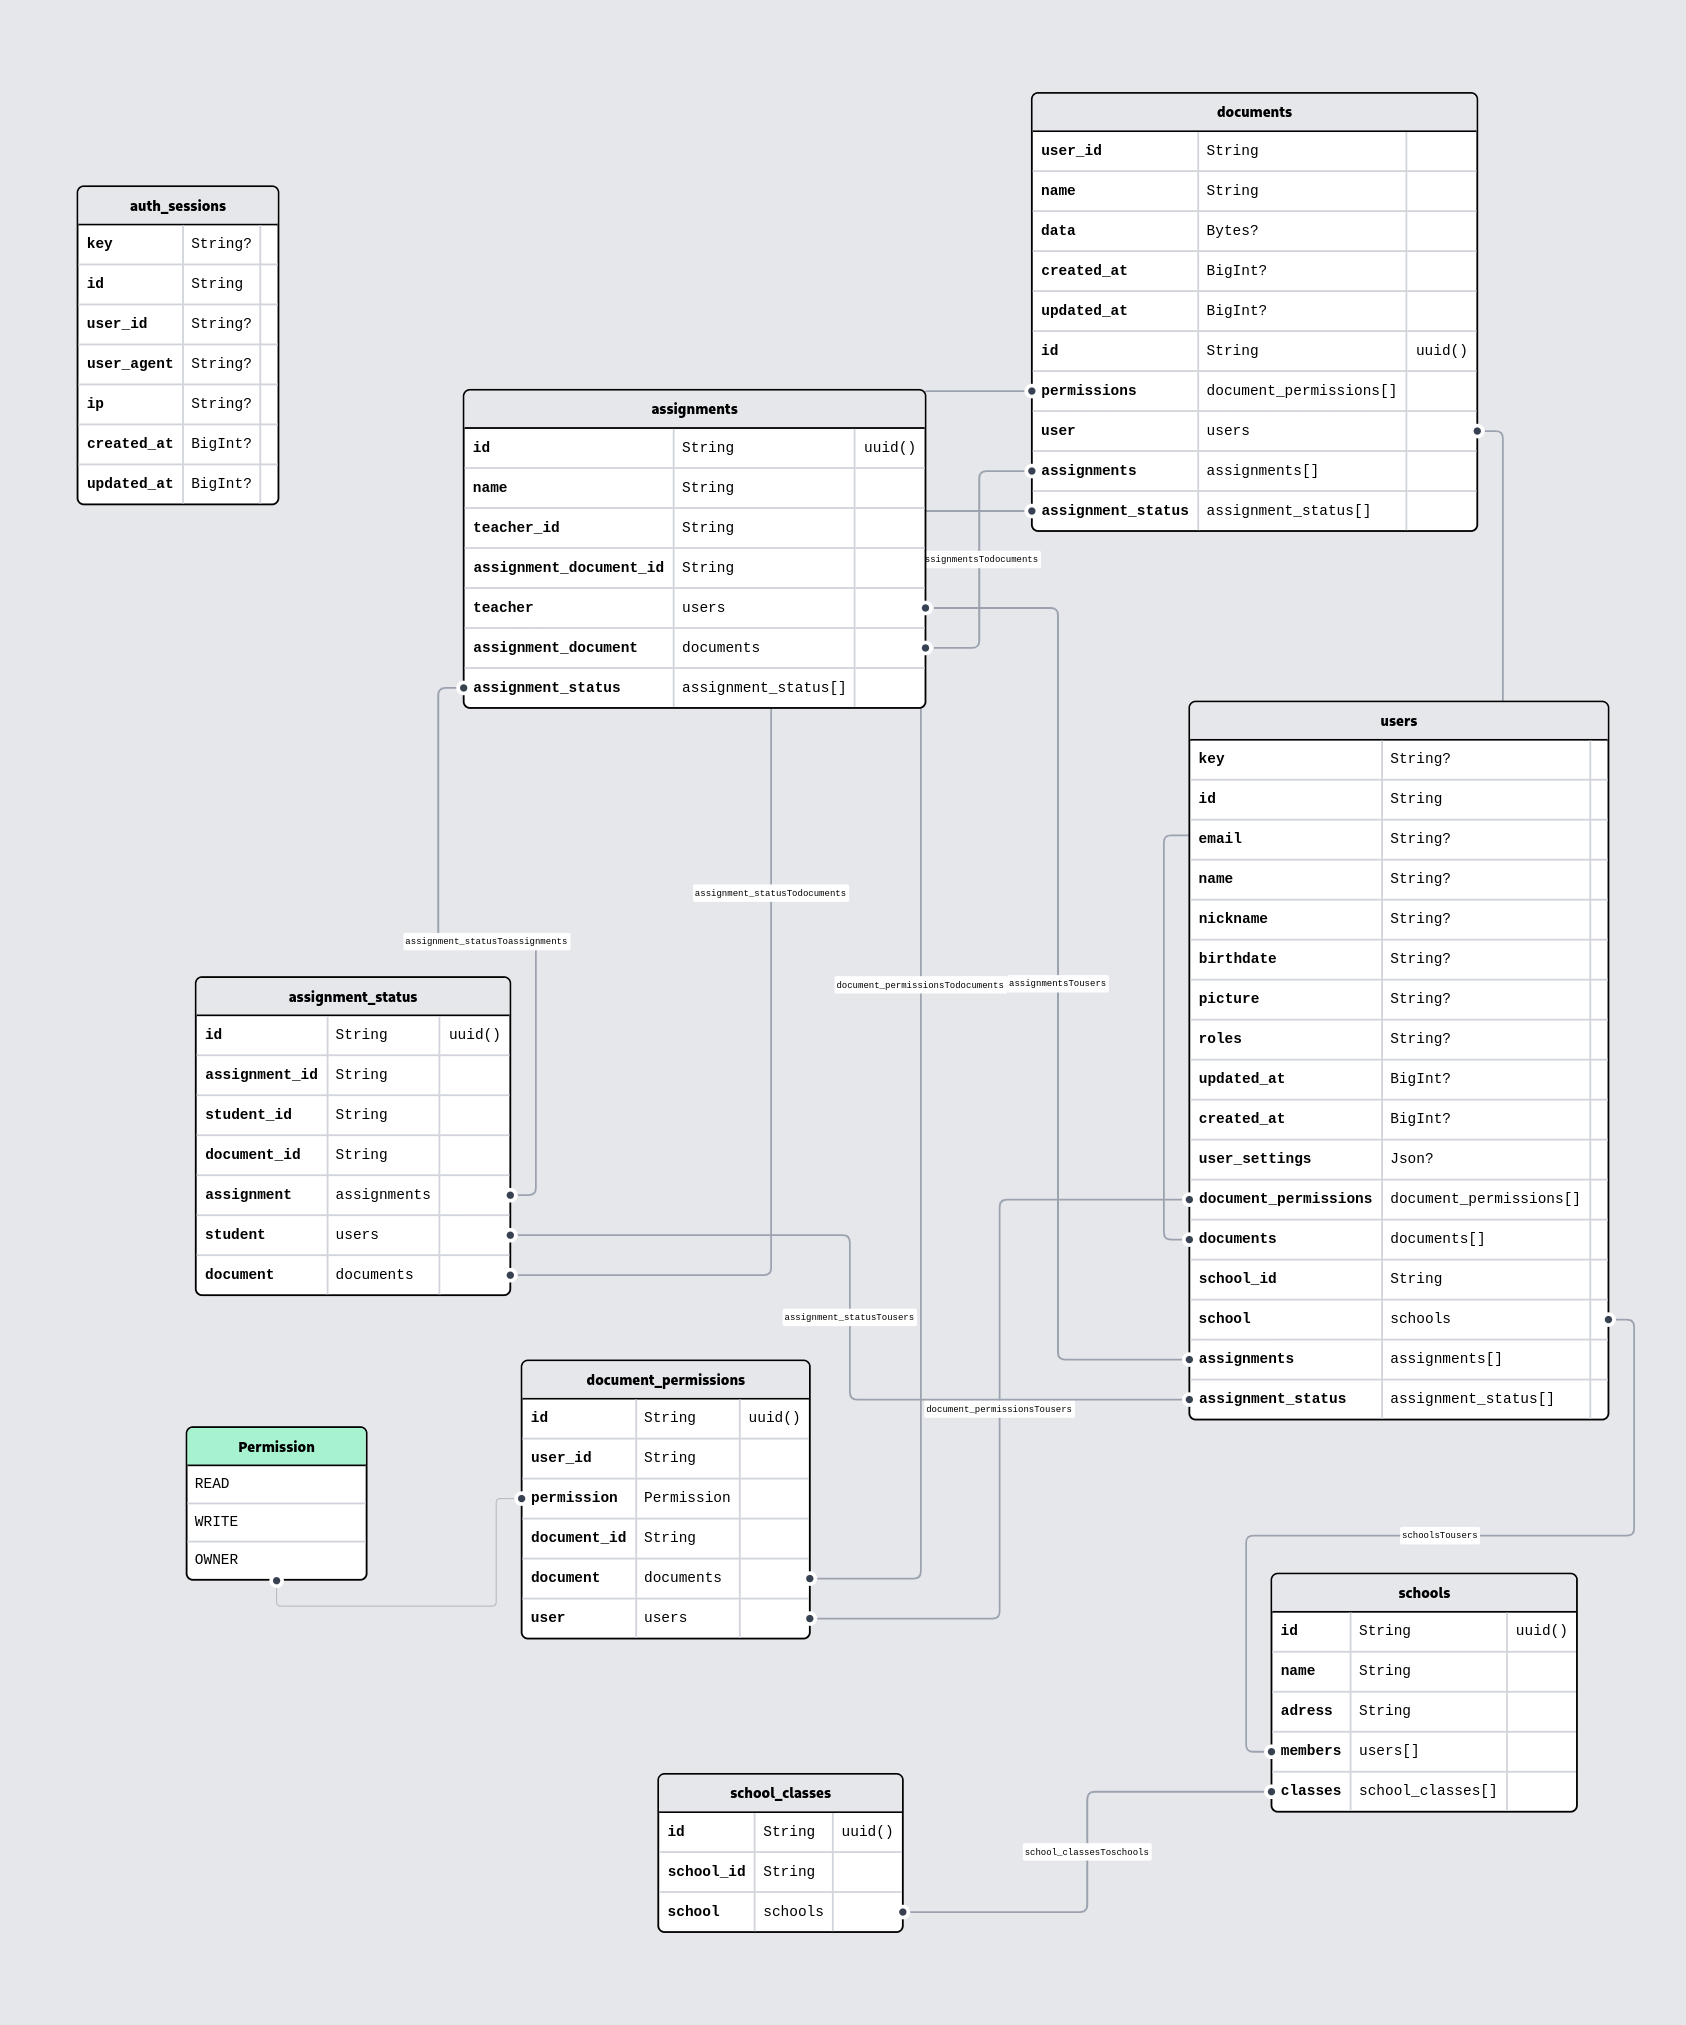 documents
user_id String
name String
data Bytes?
created_at BigInt?
updated_at BigInt?
id String uuid()
permissions document_permissions[]
user users
assignments assignments[]
assignment_status assignment_status[]
auth_sessions
key String?
id String
user_id String?
user_agent String?
ip String?
created_at BigInt?
updated_at BigInt?
assignments
id String uuid()
name String
teacher_id String
assignment_document_id String
teacher users
assignment_document documents
assignment_status assignment_status[]
ssignmentsTodocuments
users
key String?
id String
email String?
name String?
nickname String?
birthdate String?
picture String?
roles String?
updated_at BigInt?
created_at BigInt?
user_settings Json?
document_permissions document_permissions[]
documents documents[]
school_id String
school schools
assignments assignments[]
assignment_status assignment_status[]
assignment_statusTodocuments
assignment_statusToassignments
document_permissionsTodocuments
assignmentsTousers
assignment_status
id String uuid()
assignment_id String
student_id String
document_id String
assignment assignments
student users
document documents
assignment_statusTousers
document_permissionsTousers
document_permissions
id String uuid()
user_id String
permission Permission
document_id String
document documents
user users
Permission
READ
WRITE
OWNER
schoolsTousers
schools
id String uuid()
name String
adress String
members users[]
classes school_classes[]
school_classes
id String uuid()
school_id String
school schools
school_classesToschools